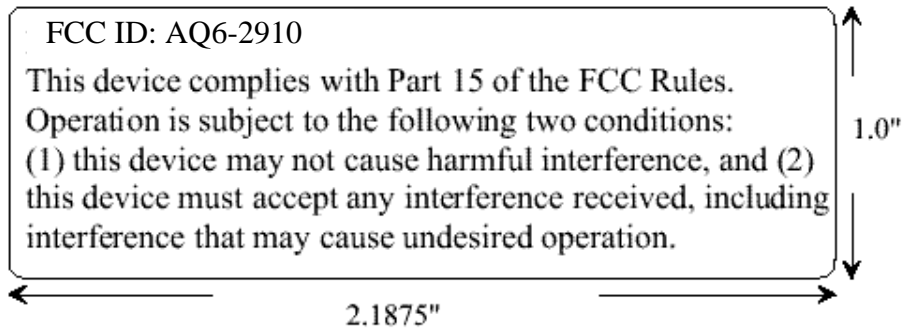 FCC ID: AQ6-2910
This device complies with Part 15 of the FCC Rules.
Operation is subject to the following two conditions:
(1) this device may not cause harmful interference, and (2)
this device must accept any interference received, including
interference that may cause undesired operation.
1.0"
2.1875"